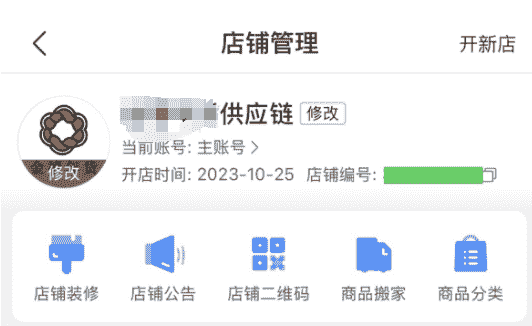 店铺管理
开新店
供应链 修改
修改
当前账号: 主账号
开店时间: 2023-10-25 店铺编号:
店铺装修 店铺公告 店铺二维码 商品搬家 商品分类